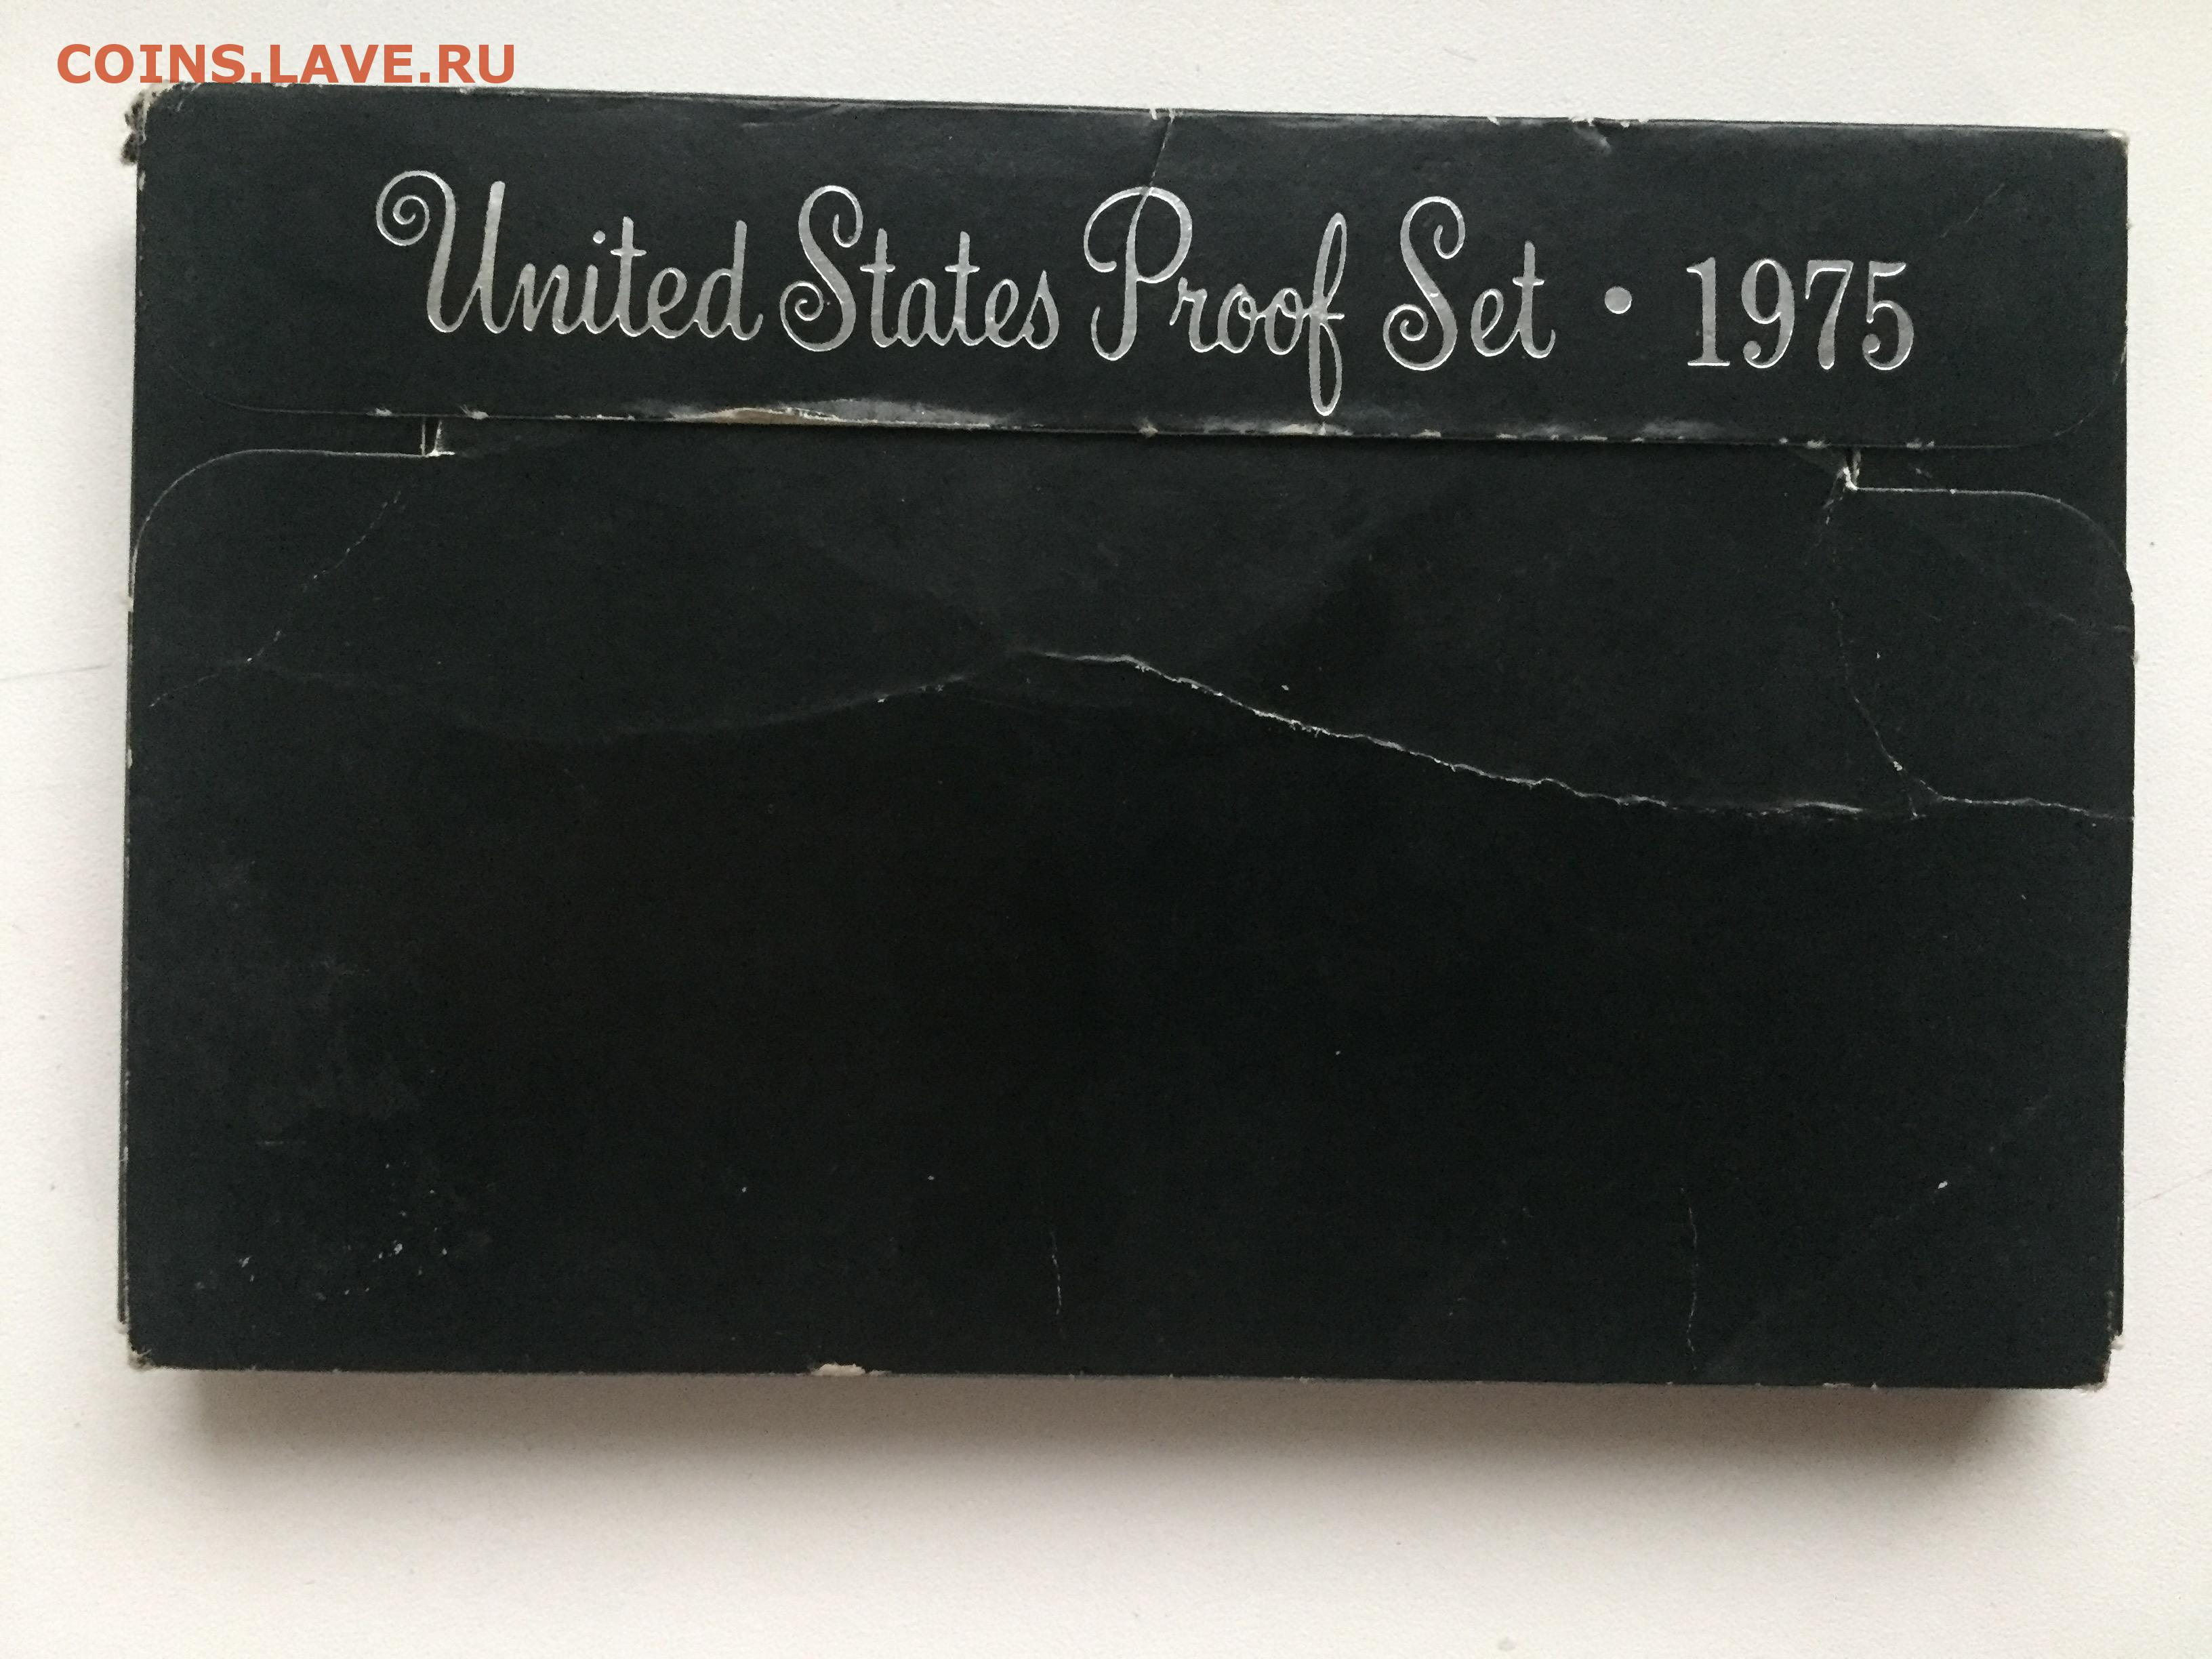 COINS.LAVE.RU
United States Proof Set • 1975